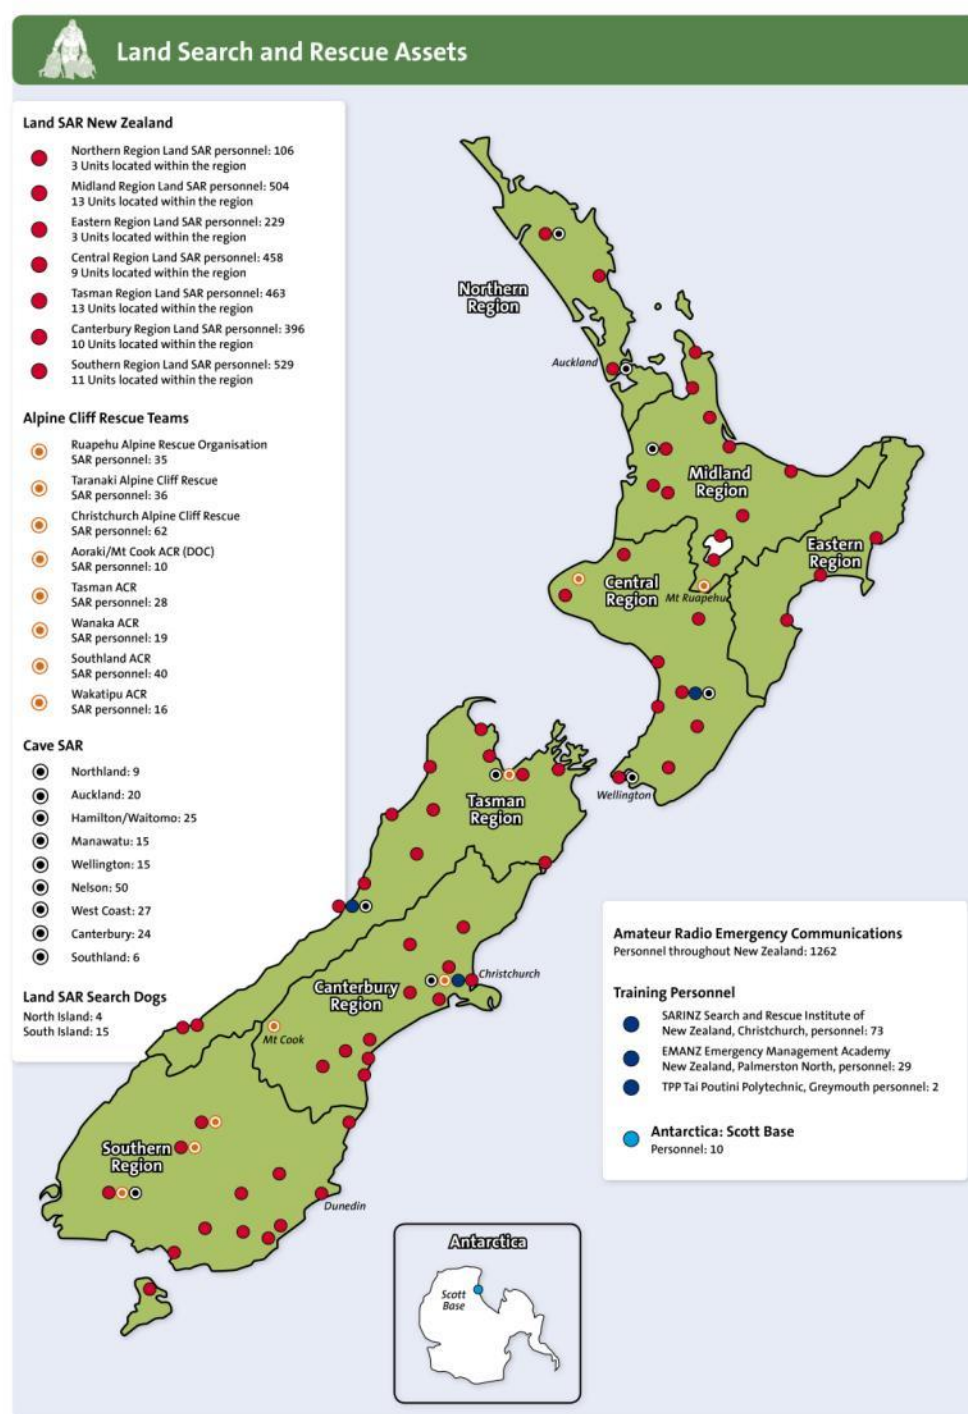 Land Search and Rescue Assets
Land SAR New Zealand
Northern Region Land SAR personnel: 106
3 Units located within the region
Midland Region Land SAR personnel: 504
13 Units located within the region
Eastern Region Land SAR personnel: 229
3 Units located within the region
Central Region Land SAR personnel: 458
9 Units located within the region
Tasman Region Land SAR personnel: 463
13 Units located within the region
Canterbury Region Land SAR personnel: 396
10 Units located within the region
Southern Region Land SAR personnel: 529
11 Units located within the region
Alpine Cliff Rescue Teams
Ruapehu Alpine Rescue Organisation
SAR personnel: 35
Taranaki Alpine Cliff Rescue
SAR personnel: 36
Christchurch Alpine Cliff Rescue
SAR personnel: 62
Aoraki/Mt Cook ACR (DOC)
SAR personnel: 10
Tasman ACR
SAR personnel: 28
Wanaka ACR
SAR personnel: 19
Southland ACR
SAR personnel: 40
Wakatipu ACR
SAR personnel: 16
Cave SAR
Northland: 9
Auckland: 20
Hamilton/Waitomo: 25
Manawatu: 15
Wellington: 15
Nelson: 50
West Coast: 27
Canterbury: 24
Southland: 6
Land SAR Search Dogs
North Island: 4
South Island: 15
Northern
Region
Auckland
Midland
Region
Eastern
Region
Central
Region
Mt Ruapehu
Wellington
Tasman
Region
Christchurch
Canterbury
Region
Mt Cook
Southern
Region
Dunedin
Amateur Radio Emergency Communications
Personnel throughout New Zealand: 1262
Training Personnel
SARINZ Search and Rescue Institute of
New Zealand, Christchurch, personnel: 73
EMANZ Emergency Management Academy
New Zealand, Palmerston North, personnel: 29
TPP Tai Poutini Polytechnic, Greymouth personnel: 2
Antarctica: Scott Base
Personnel: 10
Antarctica
Scott
Base